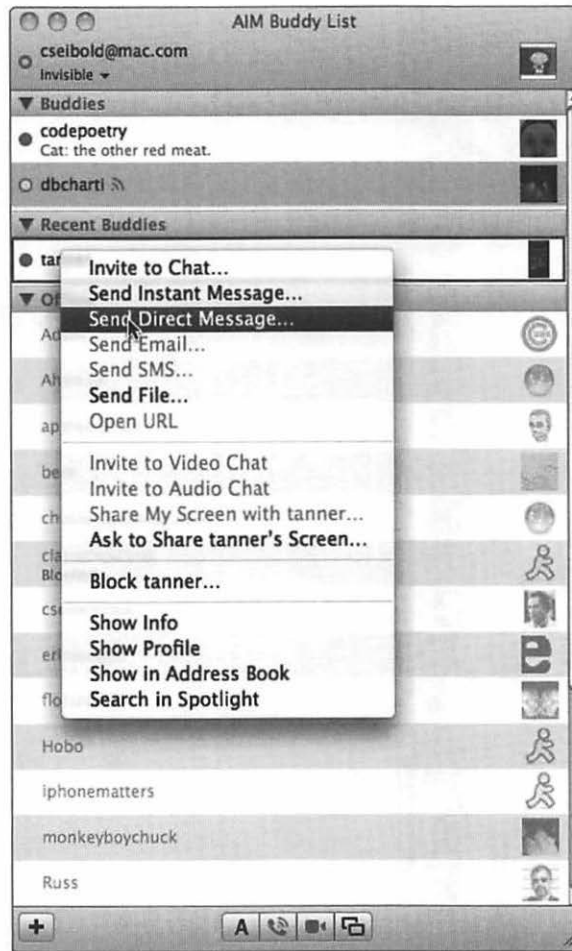 AIM Buddy List
cseibold@mac.com
Invisible
Buddies
codepoetry
Cat: the other red meat.
dbcharti
Recent Buddies
Invite to Chat...
Send Instant Message...
Send Direct Message...
Send Email...
Send SMS...
Send File...
Open URL
Invite to Video Chat
Invite to Audio Chat
Share My Screen with tanner...
Ask to Share tanner's Screen...
Block tanner...
Show Info
Show Profile
Show in Address Book
Search in Spotlight
Hobo
iphonematters
monkeyboychuck
Russ
A